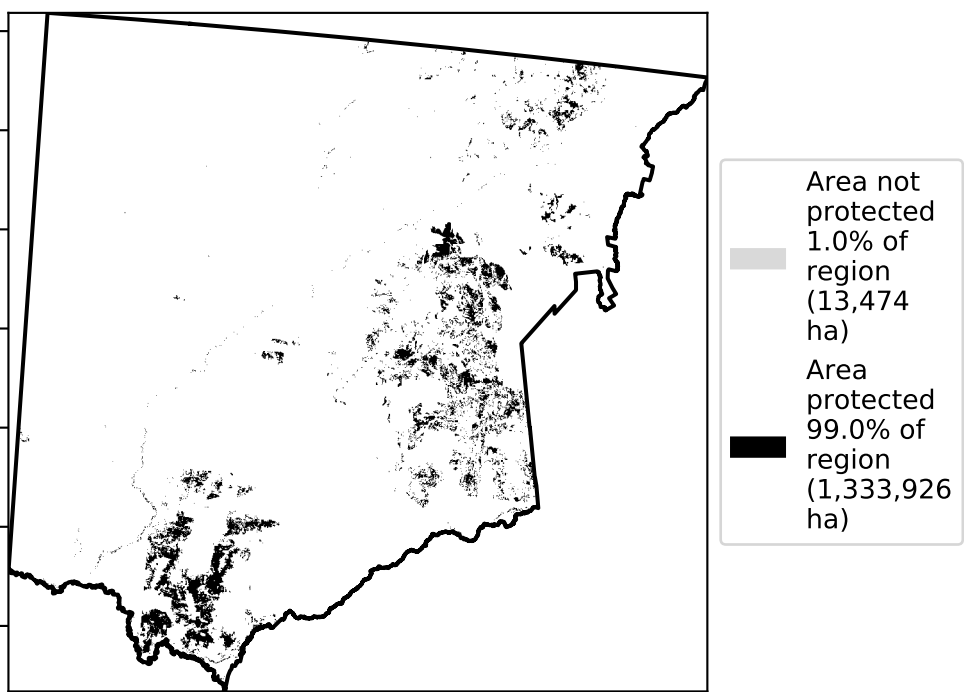 Area not
protected
1.0% of
region
(13,474
ha)
Area
protected
99.0% of
region
(1,333,926
ha)